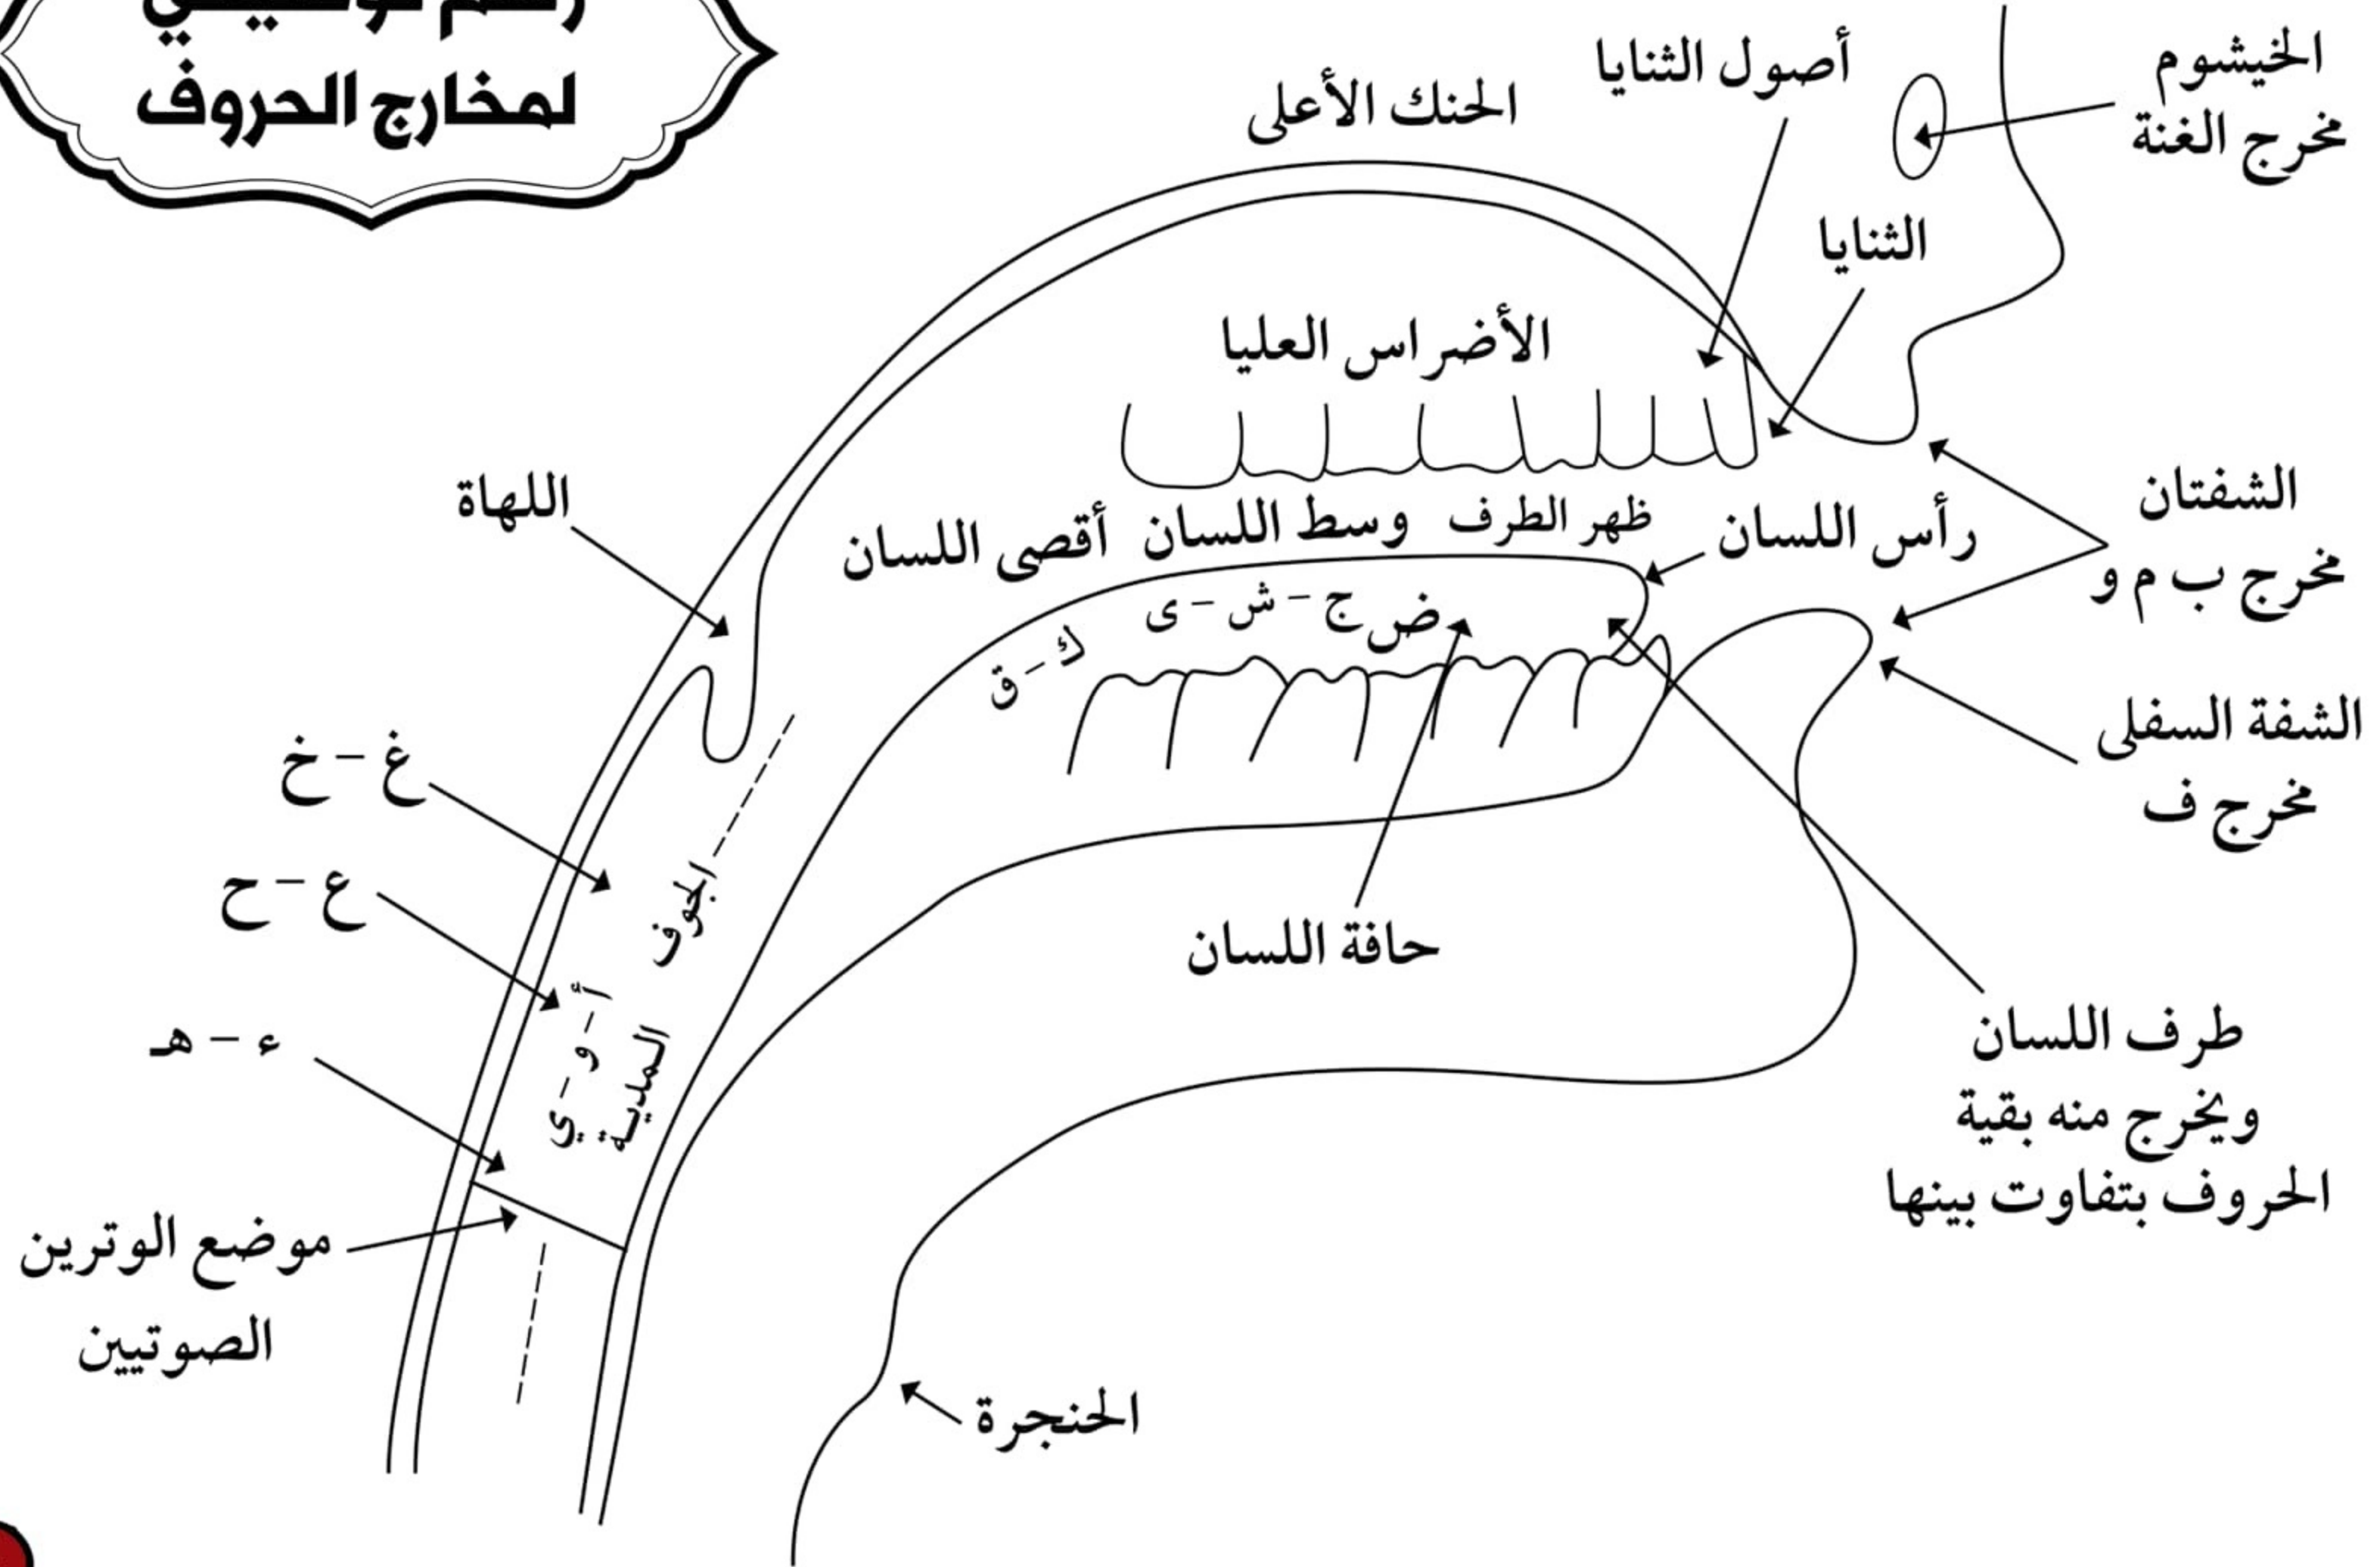 لمخارج الحروف
الخيشوم
مخرج الغنة
أصول الثنايا
الحنك الأعلى
الثنايا
الأضراس العليا
الشفتان
مخرج ب م و
رأس اللسان
ظهر الطرف
وسط اللسان
أقصى اللسان
اللهاة
ض
ج - ش - ى
ك - ق
الشفة السفلى
مخرج ف
غ - خ
ع - ح
ء - هـ
الجوف
أ - و - ي
المدية
حافة اللسان
طرف اللسان
ويخرج منه بقية
الحروف بتفاوت بينها
موضع الوترين
الصوتيين
الحنجرة